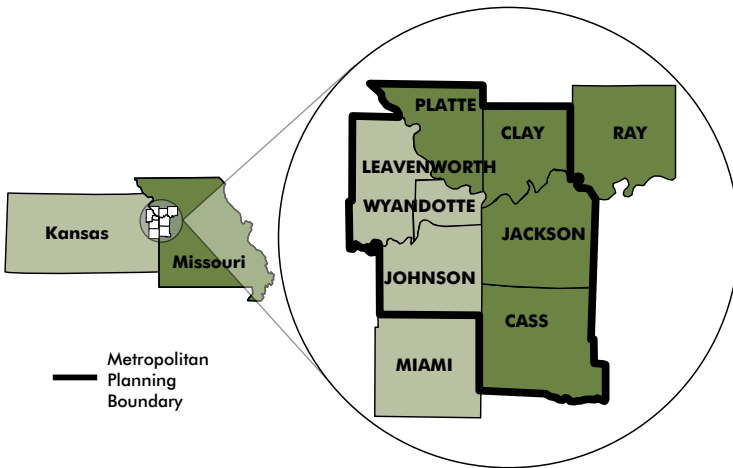 PLATTE
CLAY
RAY
LEAVENWORTH
WYANDOTTE
Kansas
JACKSON
Missouri
JOHNSON
CASS
MIAMI
Metropolitan
Planning
Boundary